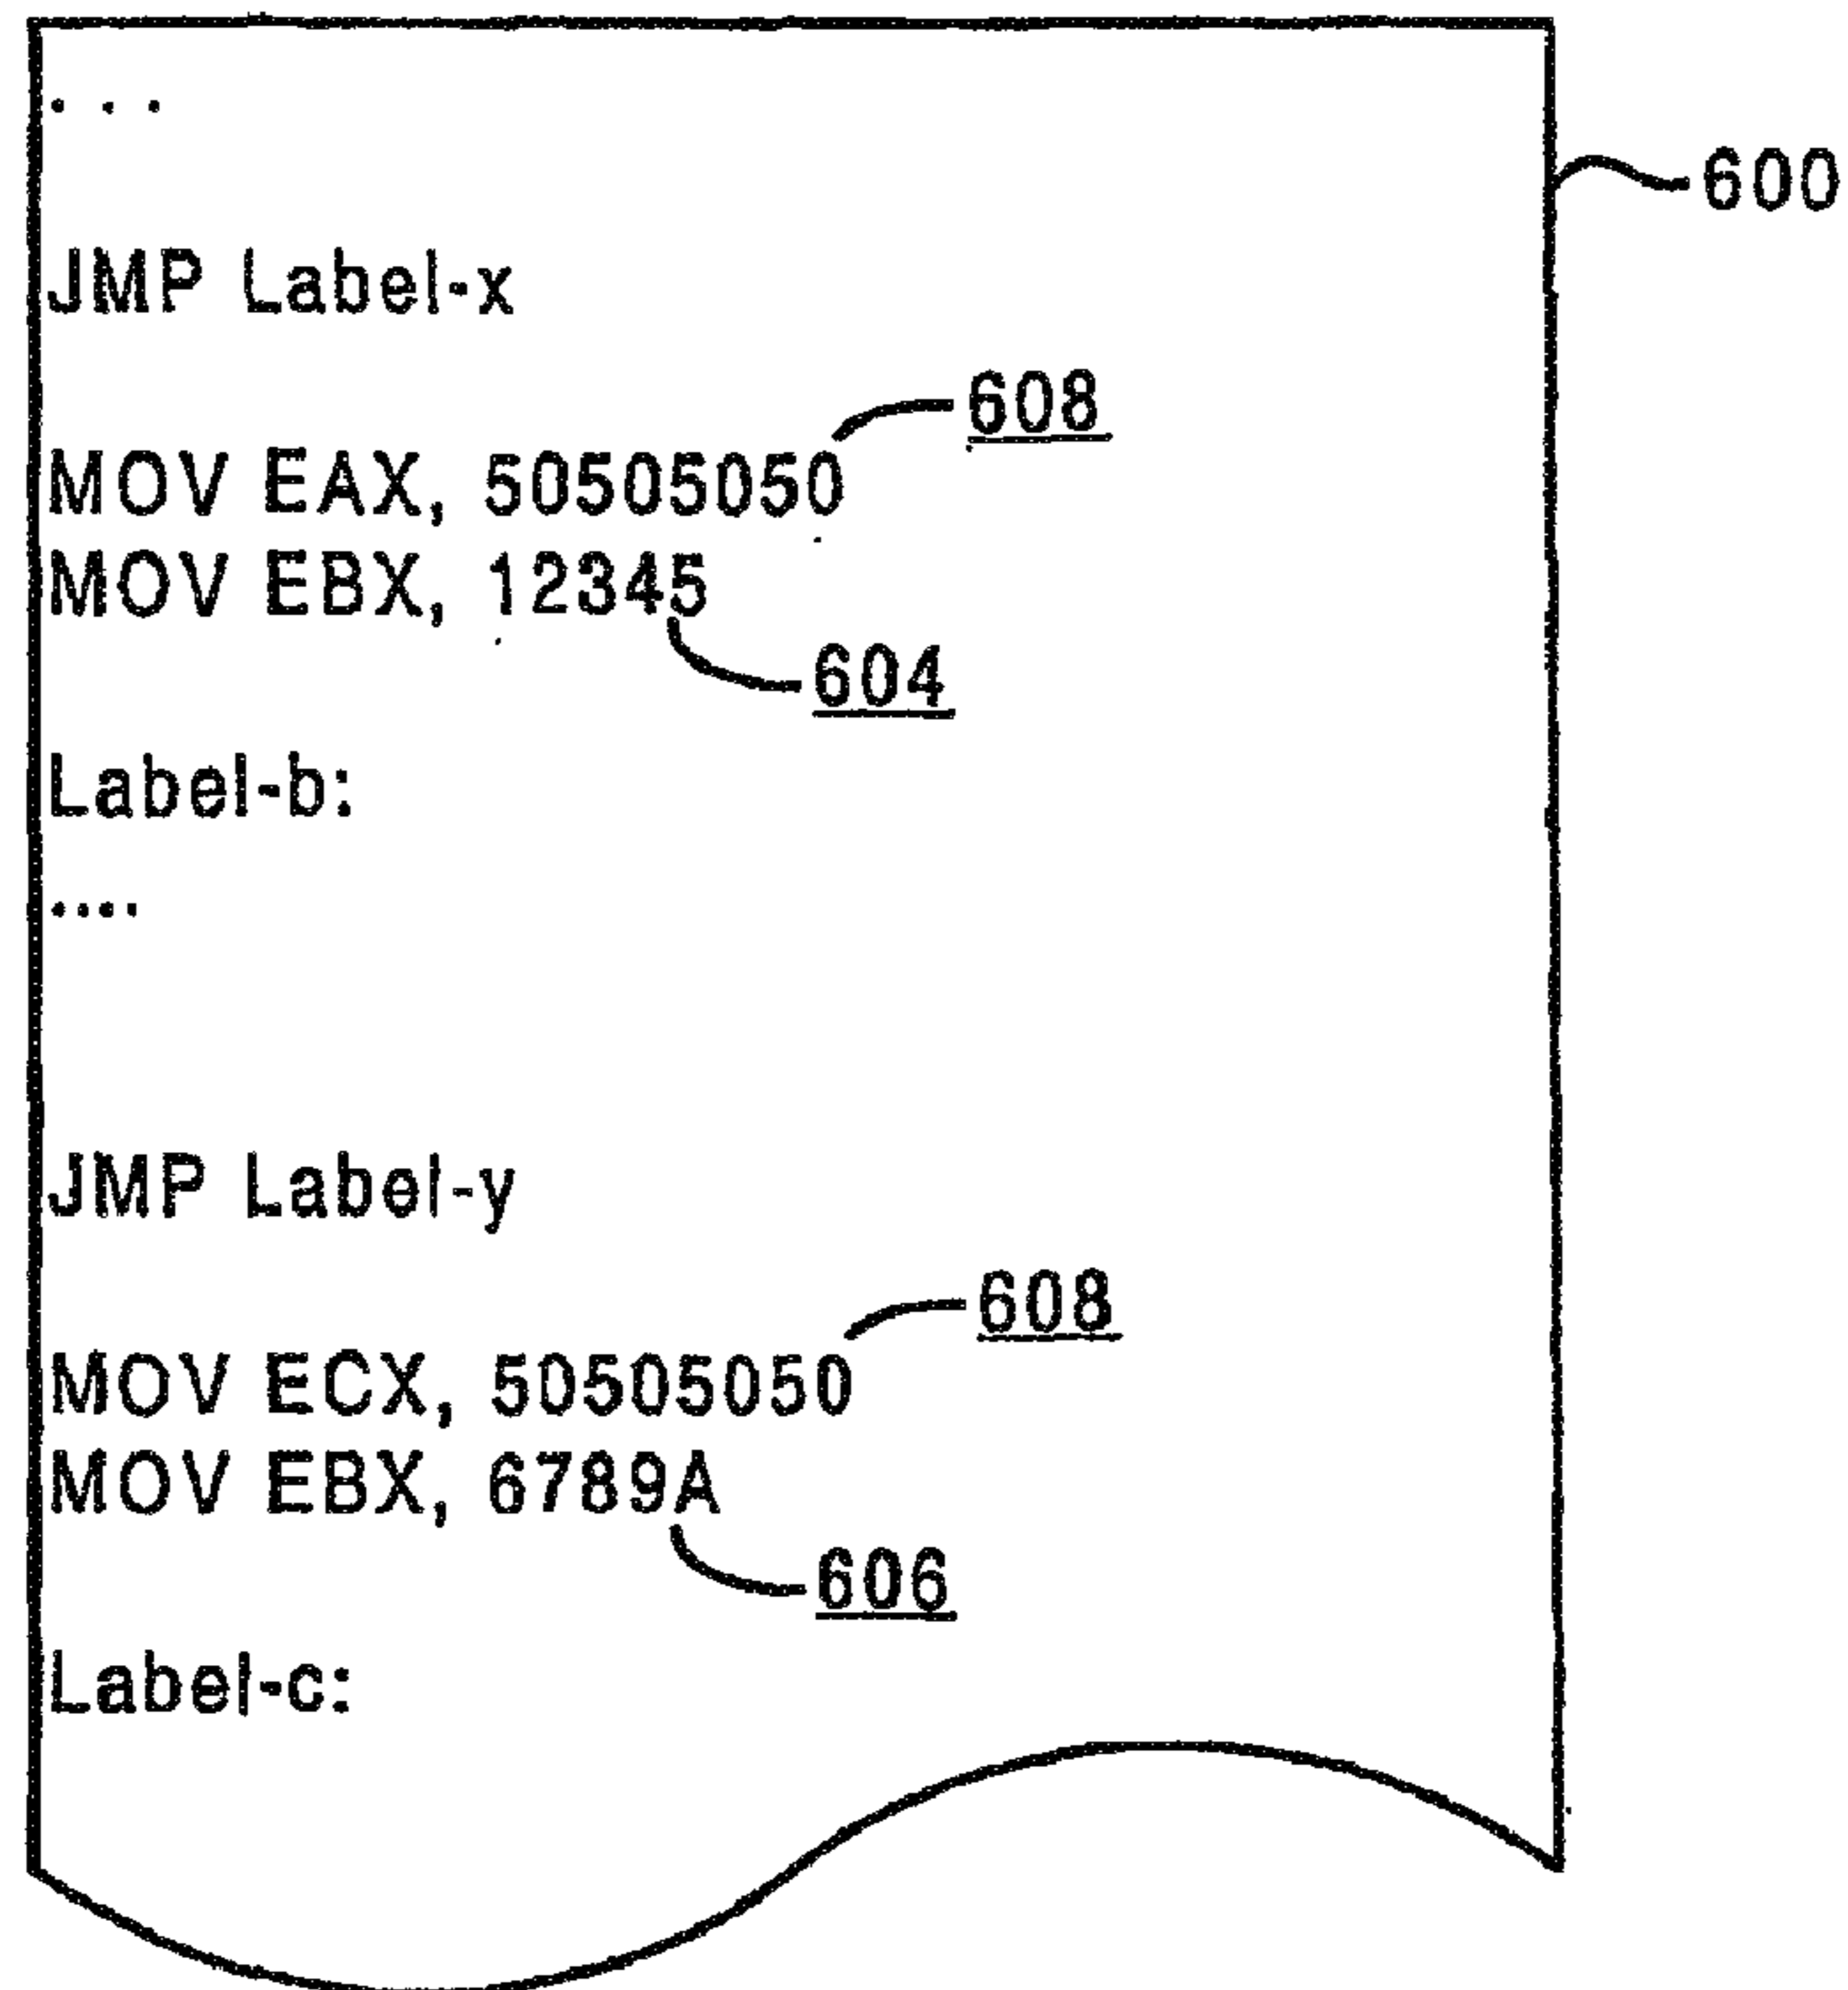 . . .
600
JMP Label-x
608
MOV EAX, 50505050
MOV EBX, 12345
604
Label-b:
....
JMP Label-y
608
MOV ECX, 50505050
MOV EBX, 6789A
606
Label-c: